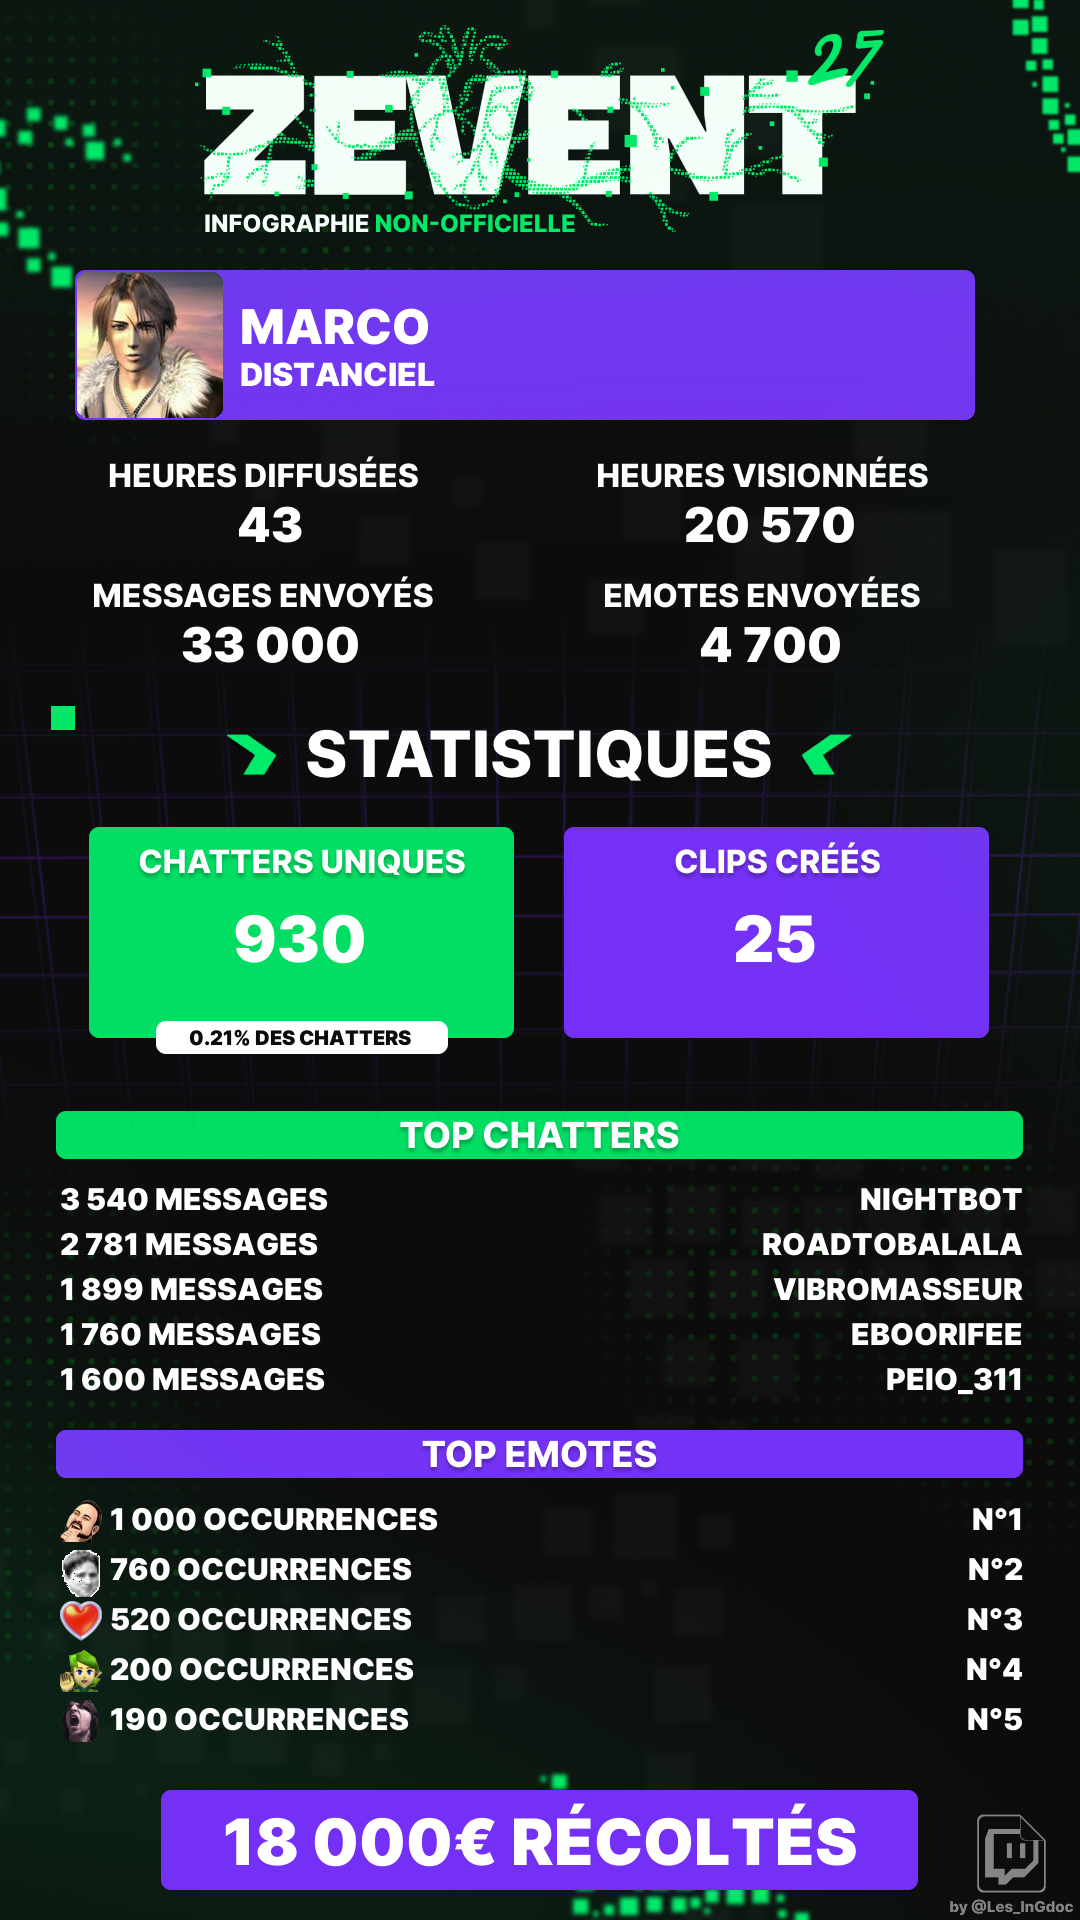 ZEVENT 25
INFOGRAPHIE NON-OFFICIELLE
MARCO
DISTANCIEL
HEURES DIFFUSÉES
43
HEURES VISIONNÉES
20 570
MESSAGES ENVOYÉS
33 000
EMOTES ENVOYÉES
4 700
STATISTIQUES
CHATTERS UNIQUES
930
0.21% DES CHATTERS
CLIPS CRÉÉS
25
TOP CHATTERS
3 540 MESSAGES NIGHTBOT
2 781 MESSAGES ROADTOBALALA
1 899 MESSAGES VIBROMASSEUR
1 760 MESSAGES EBOORIFEE
1 600 MESSAGES PEIO_311
TOP EMOTES
1 000 OCCURRENCES N°1
760 OCCURRENCES N°2
520 OCCURRENCES N°3
200 OCCURRENCES N°4
190 OCCURRENCES N°5
18 000€ RÉCOLTÉS
by @Les_InGdoc